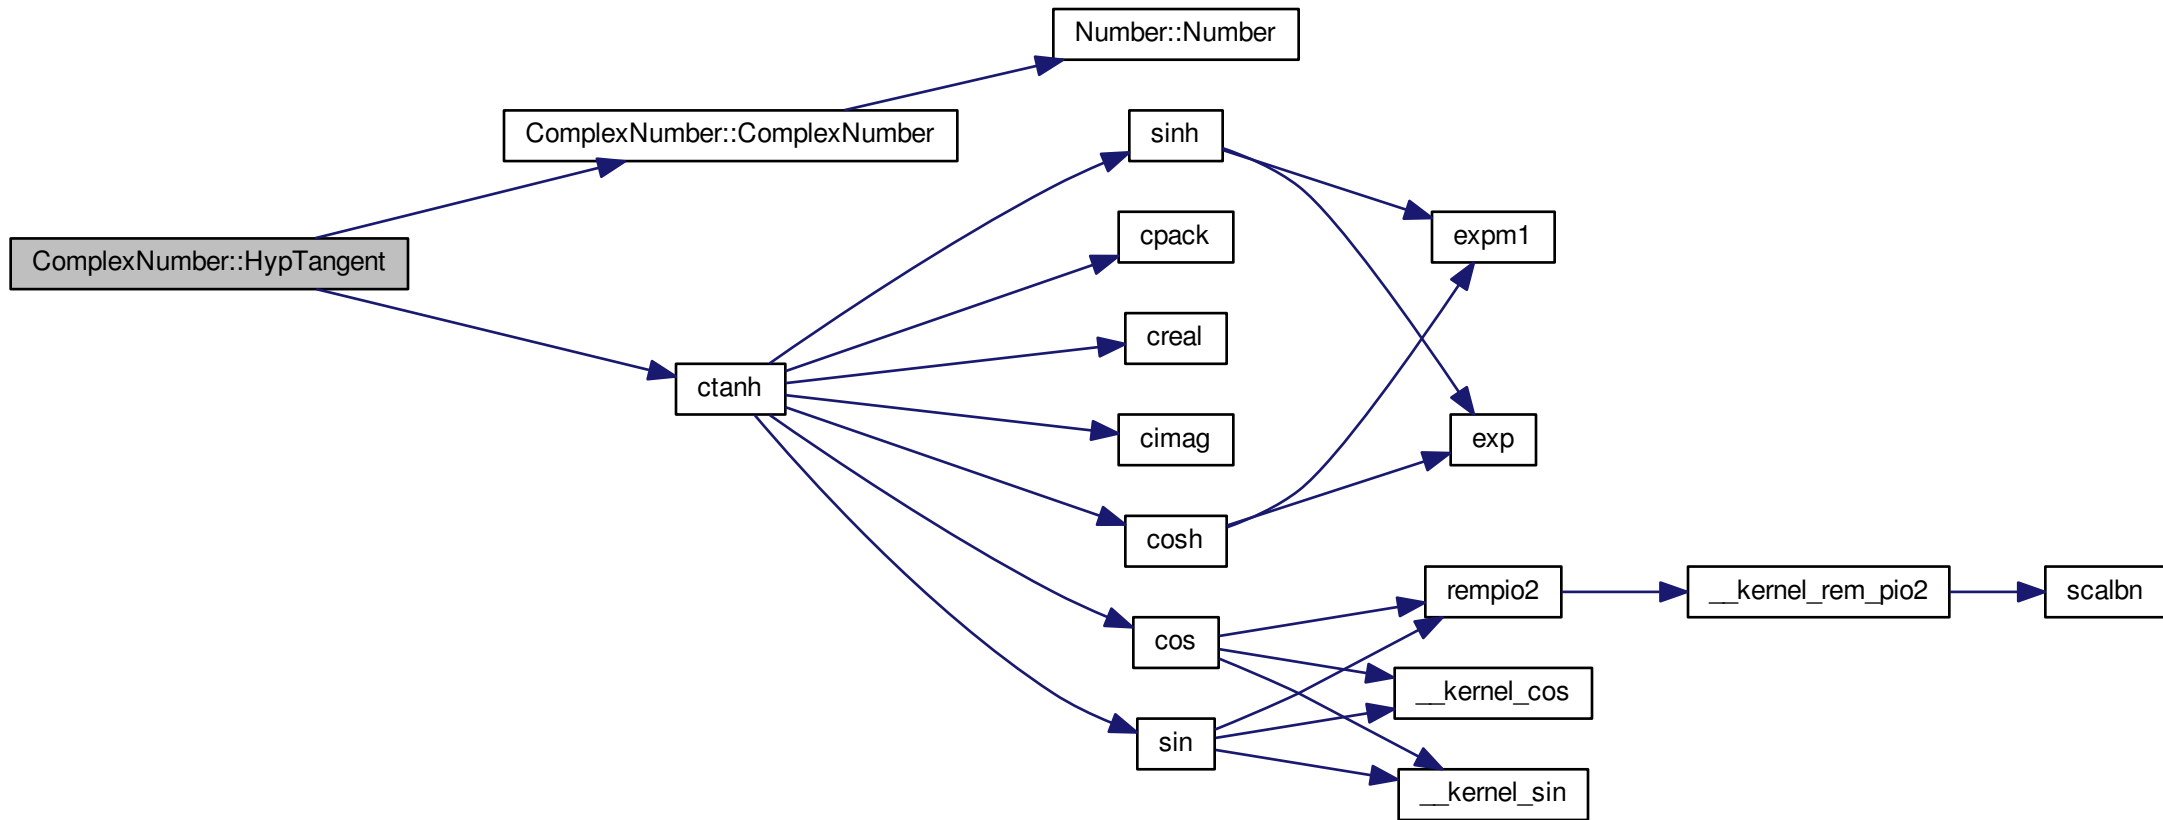 Number::Number
ComplexNumber::ComplexNumber
sinh
cpack
expm1
ComplexNumber::HypTangent
creal
ctanh
cimag
exp
cosh
rempio2
__kernel_rem_pio2
scalbn
cos
__kernel_cos
sin
__kernel_sin